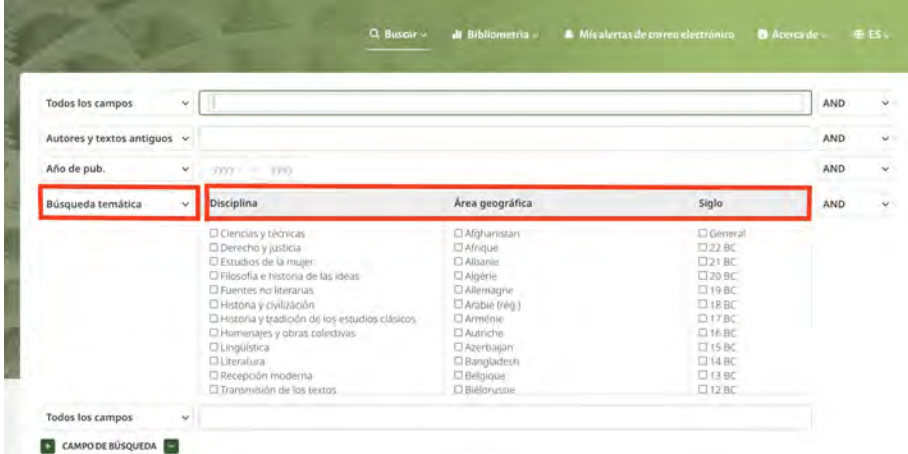 Buscar Bibliometría Mis alertas de correo electrónico Acerca de ES
Todos los campos AND
Autores y textos antiguos AND
Año de pub. yyyy — yyyy AND
Búsqueda temática Disciplina Área geográfica Siglo AND
Ciencias y técnicas Afghanistan General
Derecho y justicia Afrique 22 BC
Estudios de la mujer Albanie 21 BC
Filosofía e historia de las ideas Algérie 20 BC
Fuentes no literarias Allemagne 19 BC
Historia y civilización Arabie (rég.) 18 BC
Historia y tradición de los estudios clásicos Arménie 17 BC
Homenajes y obras colectivas Autriche 16 BC
Lingüística Azerbaijan 15 BC
Literatura Bangladesh 14 BC
Recepción moderna Belgique 13 BC
Transmisión de los textos Biélorussie 12 BC
Todos los campos
+ CAMPO DE BÚSQUEDA −